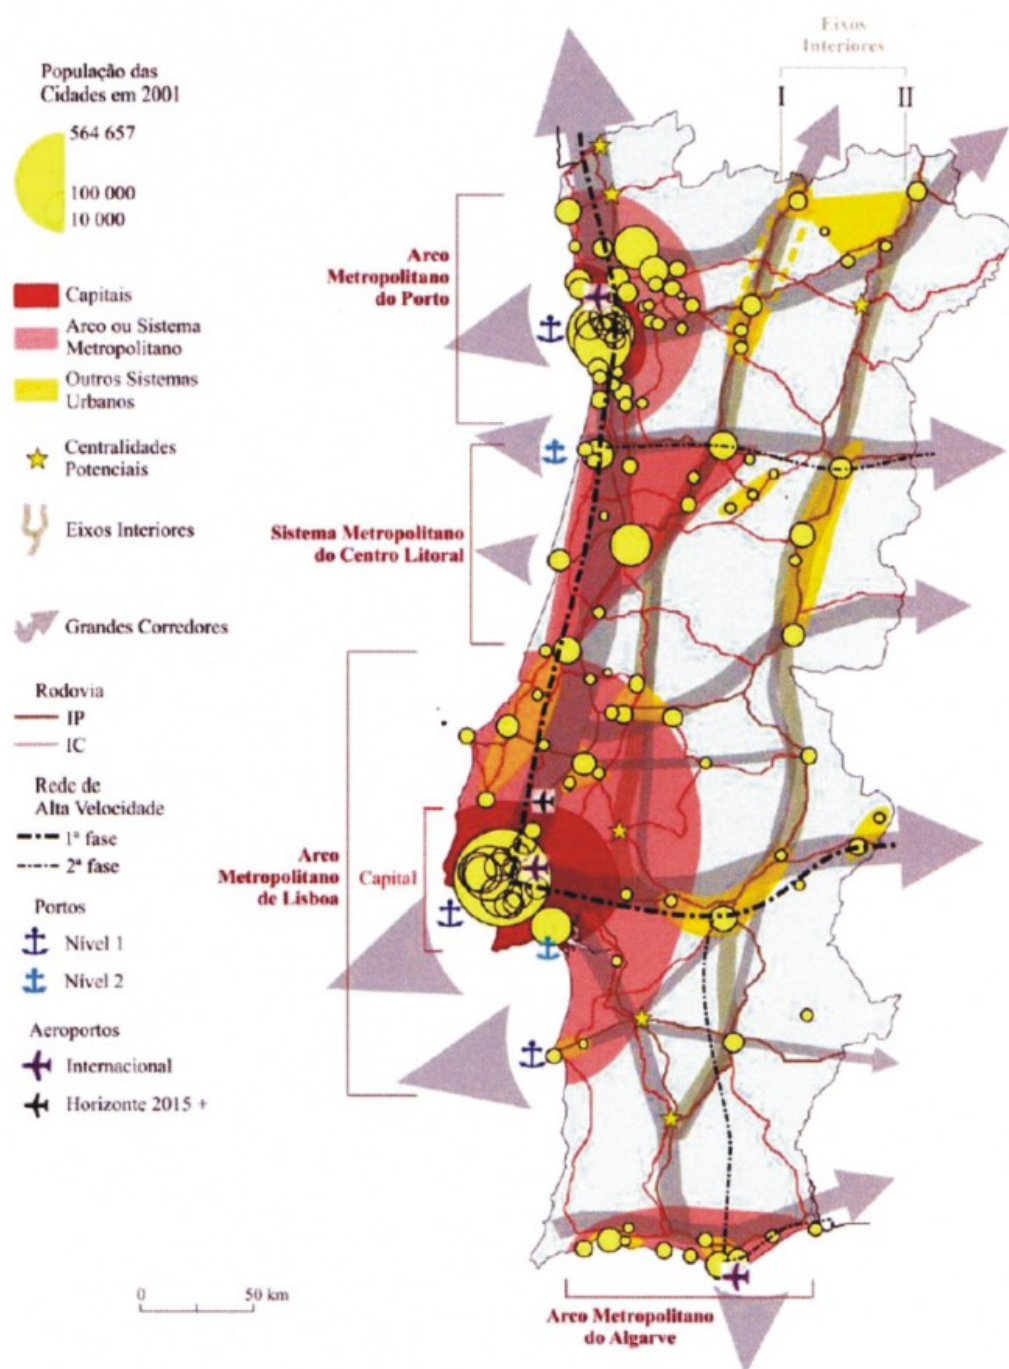 Eixos
Interiores
I
II
População das
Cidades em 2001
564 657
100 000
10 000
Capitais
Arco ou Sistema
Metropolitano
Outros Sistemas
Urbanos
Centralidades
Potenciais
Eixos Interiores
Grandes Corredores
Rodovia
IP
IC
Rede de
Alta Velocidade
1ª fase
2ª fase
Portos
Nível 1
Nível 2
Aeroportos
Internacional
Horizonte 2015 +
Arco
Metropolitano
do Porto
Sistema Metropolitano
do Centro Litoral
Arco
Metropolitano
de Lisboa
Capital
0
50 km
Arco Metropolitano
do Algarve